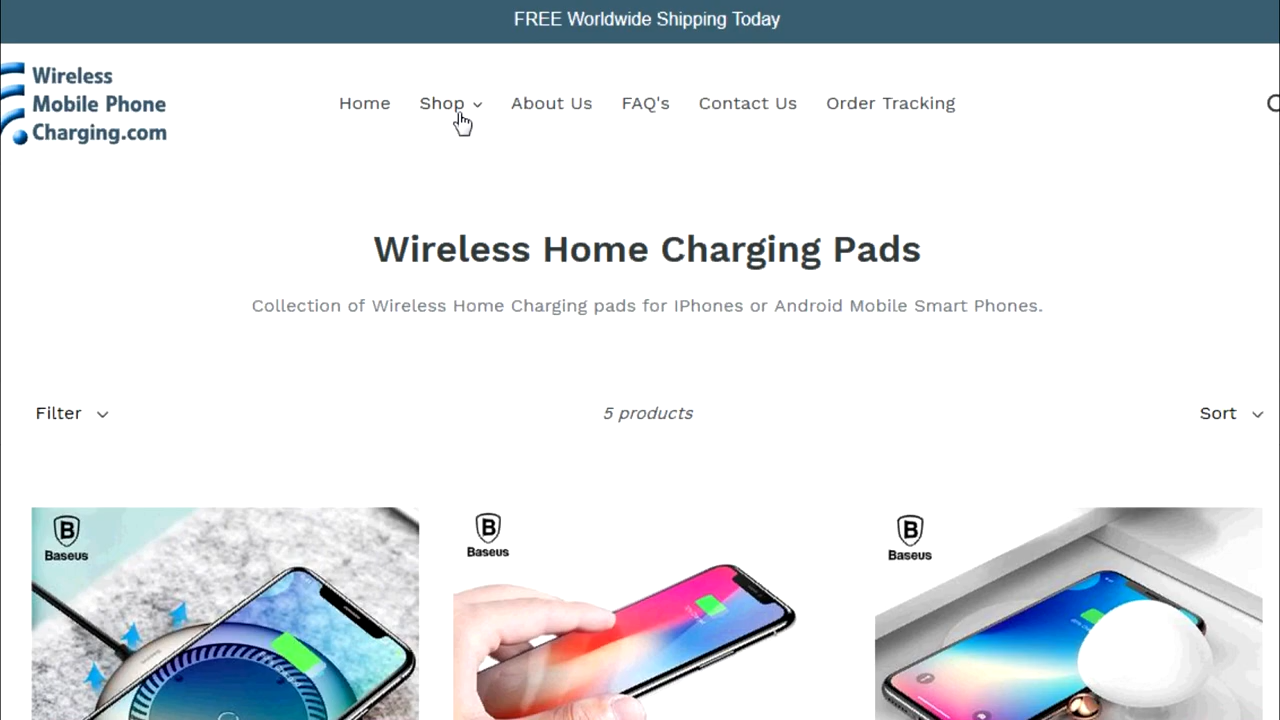 FREE Worldwide Shipping Today
Wireless
Mobile Phone
Charging.com
Home Shop About Us FAQ's Contact Us Order Tracking
Wireless Home Charging Pads
Collection of Wireless Home Charging pads for IPhones or Android Mobile Smart Phones.
Filter 5 products Sort
B B B
Baseus Baseus Baseus